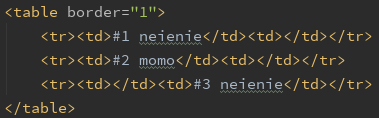 <table border="1">
    <tr><td>#1 neienie</td><td></td></tr>
    <tr><td>#2 momo</td><td></td></tr>
    <tr><td></td><td>#3 neienie</td></tr>
</table>